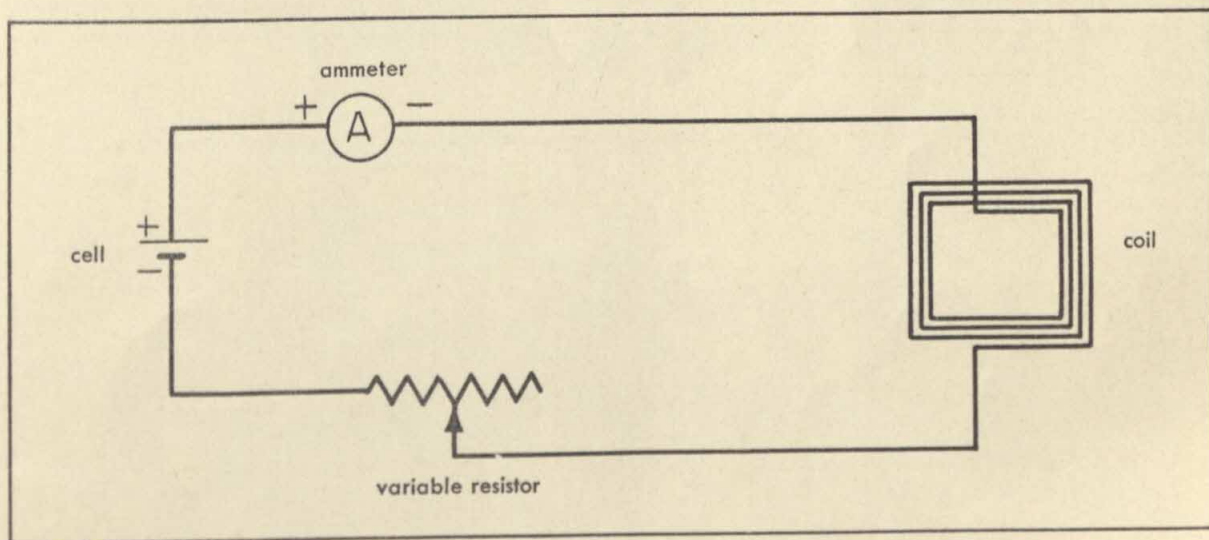 ammeter
+ A −
+
cell
−
coil
variable resistor